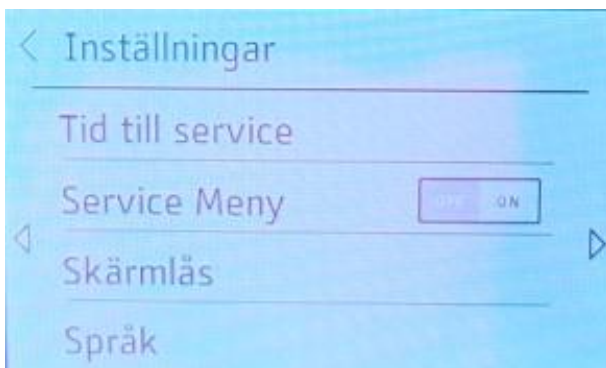 Inställningar
Tid till service
Service Meny OFF ON
Skärmlås
Språk